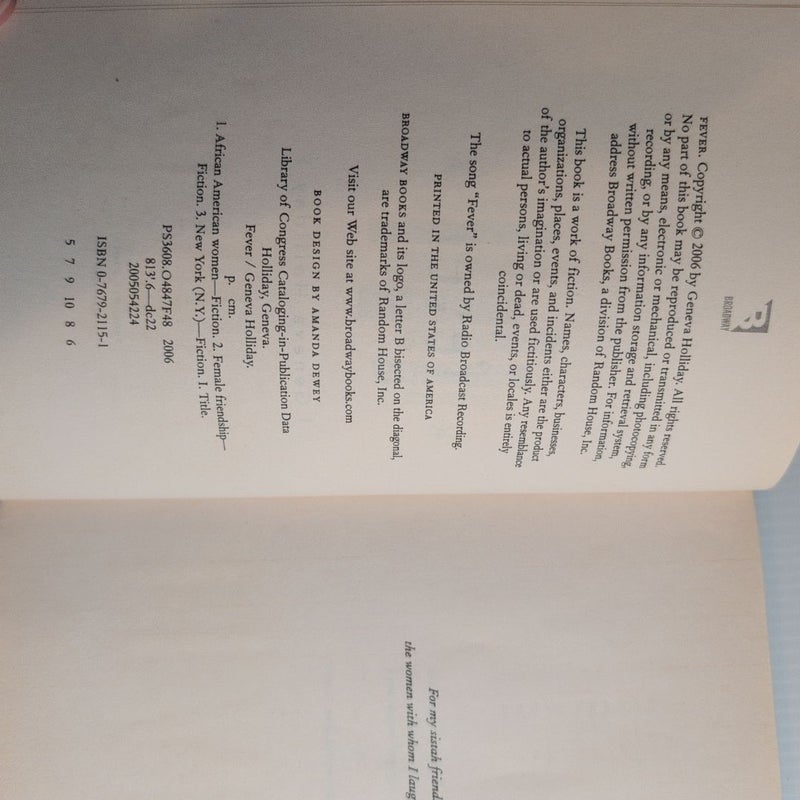 BROADWAY
FEVER. Copyright © 2006 by Geneva Holliday. All rights reserved.
No part of this book may be reproduced or transmitted in any form
or by any means, electronic or mechanical, including photocopying,
recording, or by any information storage and retrieval system,
without written permission from the publisher. For information,
address Broadway Books, a division of Random House, Inc.
This book is a work of fiction. Names, characters, businesses,
organizations, places, events, and incidents either are the product
of the author's imagination or are used fictitiously. Any resemblance
to actual persons, living or dead, events, or locales is entirely
coincidental.
The song "Fever" is owned by Radio Broadcast Recording.
PRINTED IN THE UNITED STATES OF AMERICA
BROADWAY BOOKS and its logo, a letter B bisected on the diagonal,
are trademarks of Random House, Inc.
Visit our Web site at www.broadwaybooks.com
BOOK DESIGN BY AMANDA DEWEY
Library of Congress Cataloging-in-Publication Data
Holliday, Geneva.
Fever / Geneva Holliday.
p. cm.
1. African American women—Fiction. 2. Female friendship—
Fiction. 3. New York (N.Y.)—Fiction. I. Title.
PS3608.O4847F48 2006
813'.6—dc22
2005054224
ISBN 0-7679-2115-1
5 7 9 10 8 6
For my sistah friend
the women with whom I laug